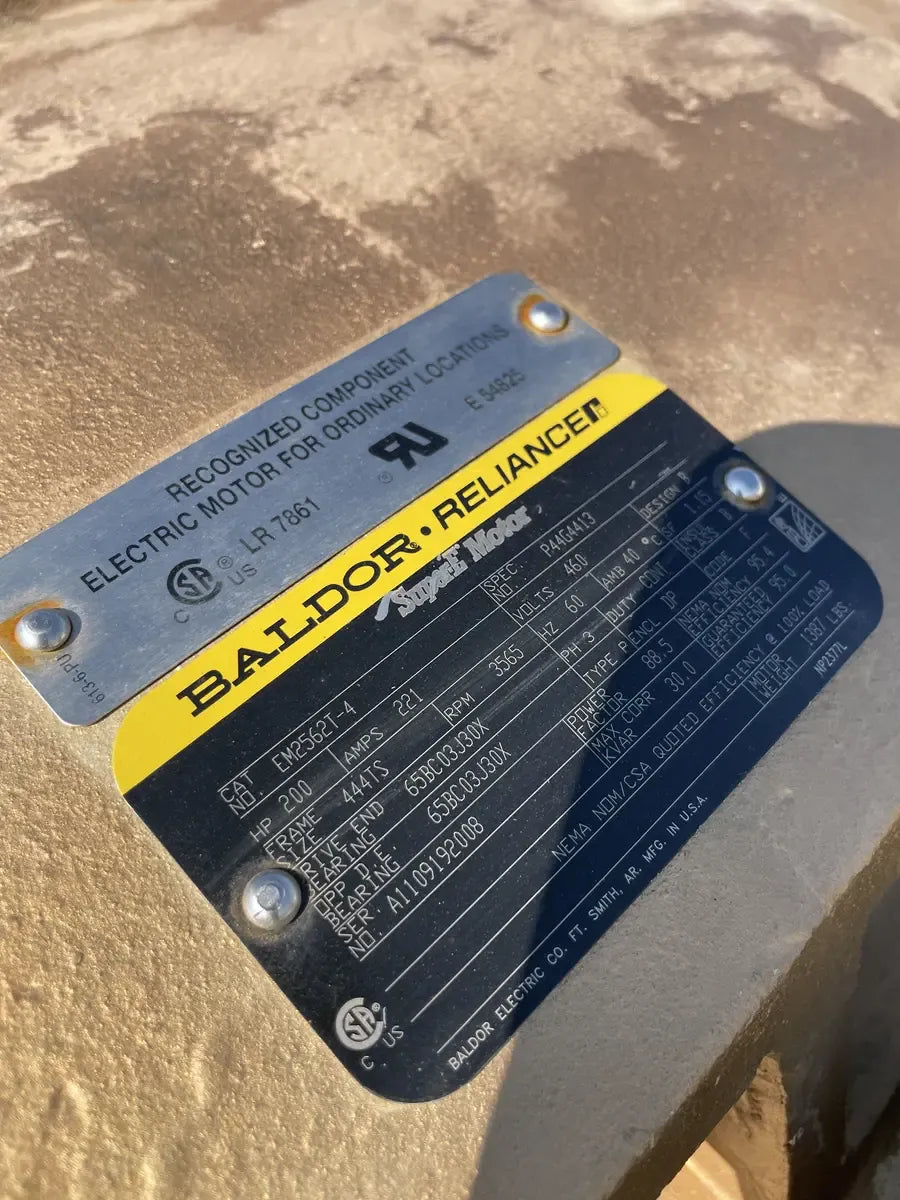 RECOGNIZED COMPONENT
ELECTRIC MOTOR FOR ORDINARY LOCATIONS
LR 7861
E 54825
C US
613-6-PU
BALDOR • RELIANCE
Super-E Motor
CAT. NO. EM2562T-4 SPEC. NO. P44G4413
HP 200 AMPS 221 VOLTS 460 DESIGN B
FRAME SIZE 444TS RPM 3565 HZ 60 AMB 40 °C SF 1.15
DRIVE END BEARING 65BC03J30X PH 3 DUTY CONT CLASS B
OPP D.E. BEARING 65BC03J30X TYPE P ENCL DP CODE F
SER. NO. A1109192008 POWER FACTOR 88.5 NEMA NOM EFFICIENCY 95.4
MAX CORR KVAR 30.0 GUARANTEED EFFICIENCY 95.0
NEMA NOM/CSA QUOTED EFFICIENCY @ 100% LOAD
MOTOR WEIGHT 1387 LBS.
NP2377L
C US
BALDOR ELECTRIC CO. FT. SMITH, AR. MFG. IN U.S.A.